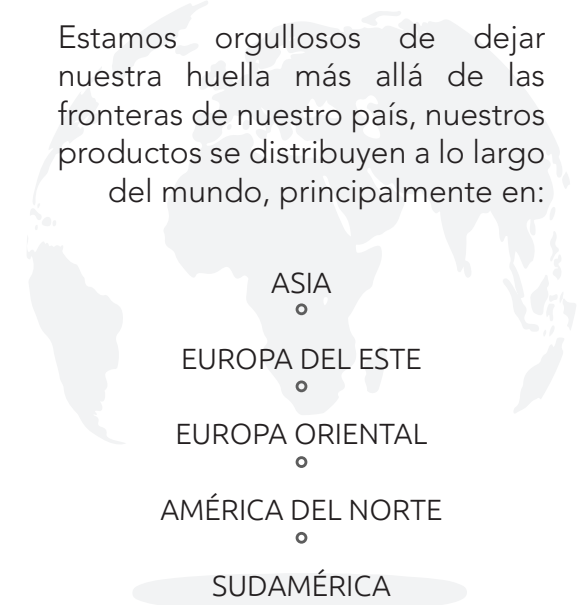 Estamos orgullosos de dejar
nuestra huella más allá de las
fronteras de nuestro país, nuestros
productos se distribuyen a lo largo
del mundo, principalmente en:
ASIA
EUROPA DEL ESTE
EUROPA ORIENTAL
AMÉRICA DEL NORTE
SUDAMÉRICA